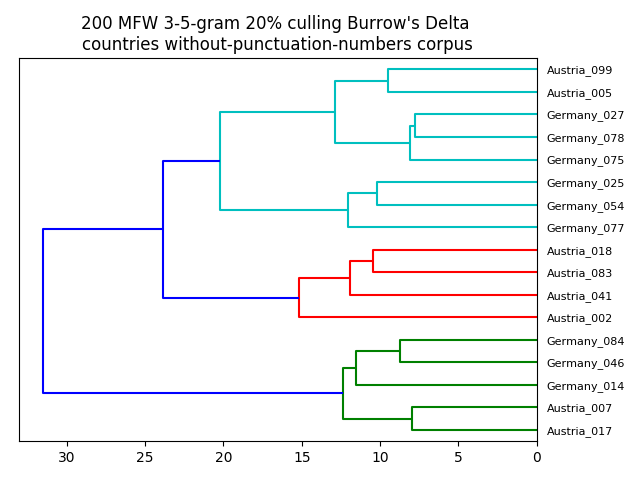 200 MFW 3-5-gram 20% culling Burrow's Delta
countries without-punctuation-numbers corpus
Austria_099
Austria_005
Germany_027
Germany_078
Germany_075
Germany_025
Germany_054
Germany_077
Austria_018
Austria_083
Austria_041
Austria_002
Germany_084
Germany_046
Germany_014
Austria_007
Austria_017
30 25 20 15 10 5 0